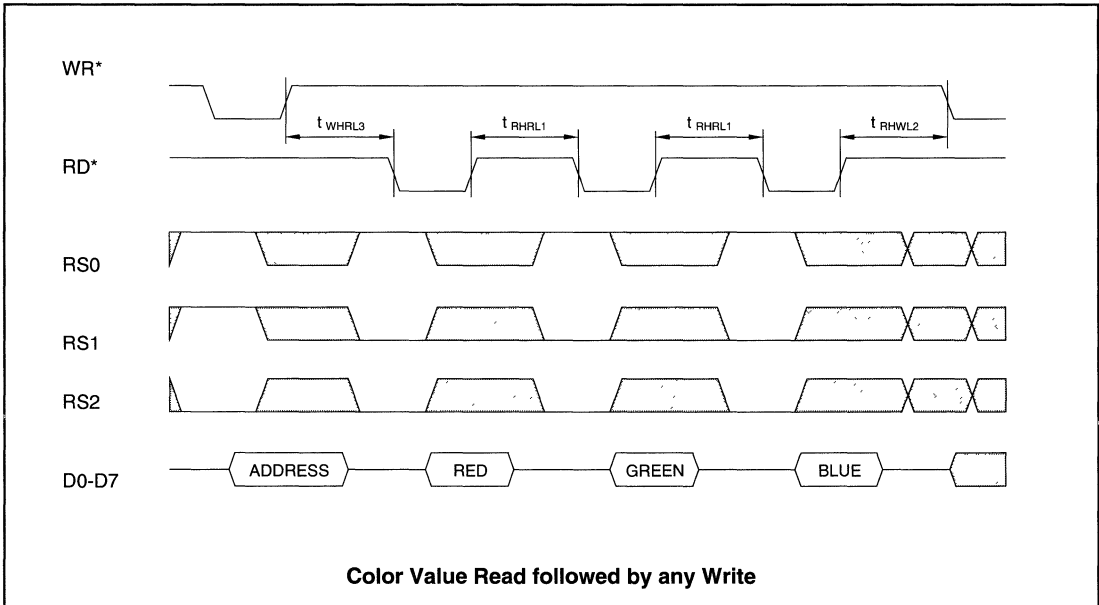 WR*
t WHRL3
t RHRL1
t RHRL1
t RHWL2
RD*
RS0
RS1
RS2
D0-D7
ADDRESS
RED
GREEN
BLUE
Color Value Read followed by any Write